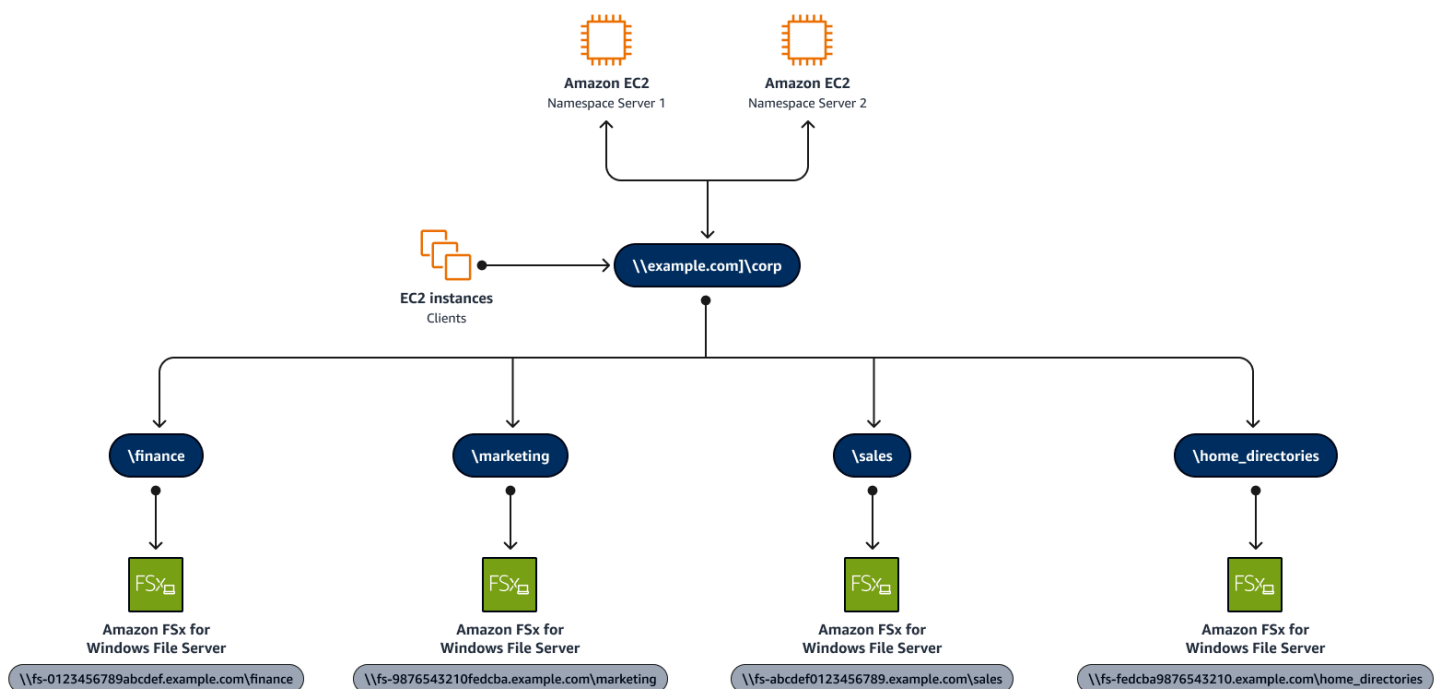 Amazon EC2
Namespace Server 1
Amazon EC2
Namespace Server 2
\\example.com]\corp
EC2 instances
Clients
\finance
\marketing
\sales
\home_directories
FSx
FSx
FSx
FSx
Amazon FSx for
Windows File Server
Amazon FSx for
Windows File Server
Amazon FSx for
Windows File Server
Amazon FSx for
Windows File Server
\\fs-0123456789abcdef.example.com\finance
\\fs-9876543210fedcba.example.com\marketing
\\fs-abcdef0123456789.example.com\sales
\\fs-fedcba9876543210.example.com\home_directories